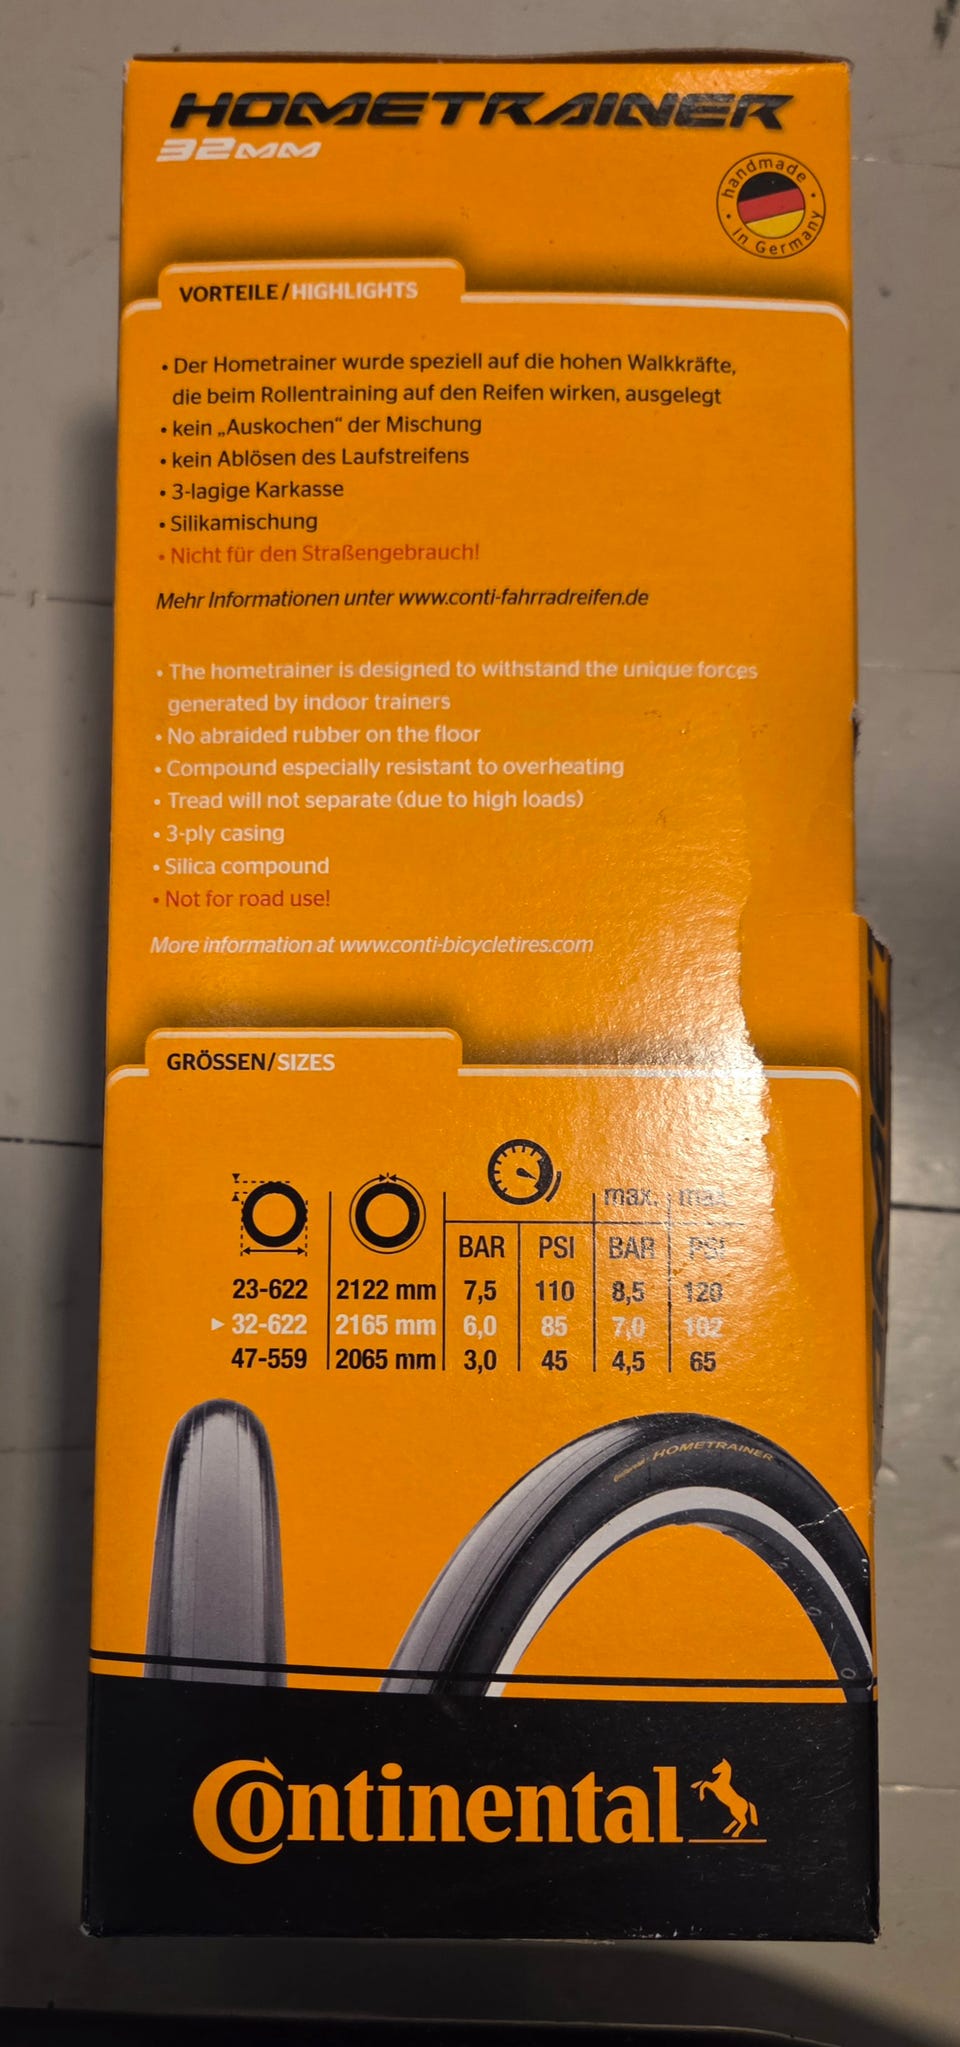 HOMETRAINER
32MM
handmade
in Germany
VORTEILE/HIGHLIGHTS
• Der Hometrainer wurde speziell auf die hohen Walkkräfte,
die beim Rollentraining auf den Reifen wirken, ausgelegt
• kein „Auskochen“ der Mischung
• kein Ablösen des Laufstreifens
• 3-lagige Karkasse
• Silikamischung
• Nicht für den Straßengebrauch!
Mehr Informationen unter www.conti-fahrradreifen.de
• The hometrainer is designed to withstand the unique forces
generated by indoor trainers
• No abraided rubber on the floor
• Compound especially resistant to overheating
• Tread will not separate (due to high loads)
• 3-ply casing
• Silica compound
• Not for road use!
More information at www.conti-bicycletires.com
GRÖSSEN/SIZES
max. max.
BAR PSI BAR PSI
23-622 2122 mm 7,5 110 8,5 120
► 32-622 2165 mm 6,0 85 7,0 102
47-559 2065 mm 3,0 45 4,5 65
Continental HOMETRAINER
Continental